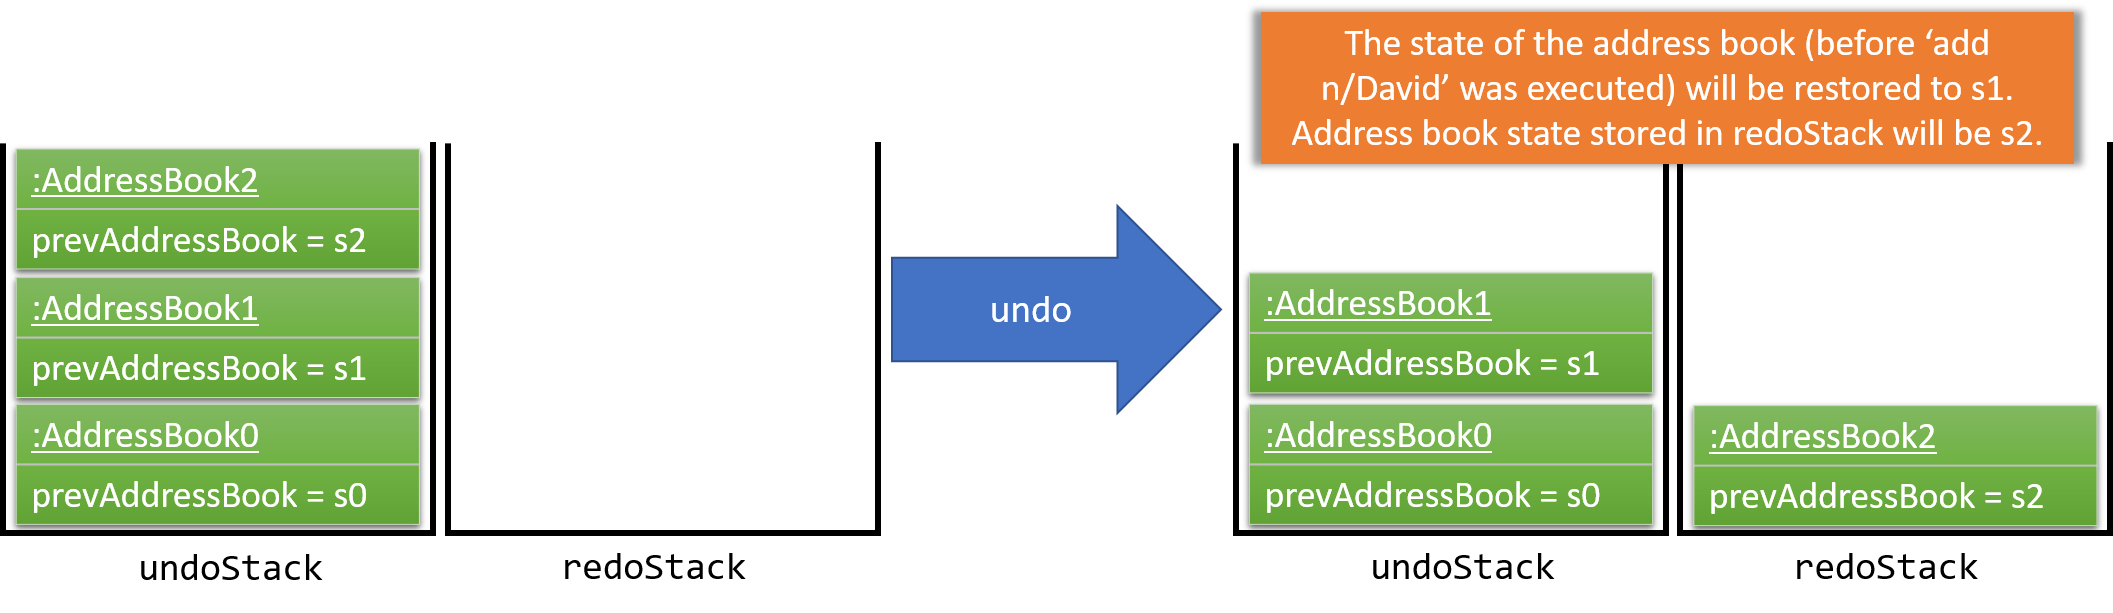 The state of the address book (before ‘add
n/David’ was executed) will be restored to s1.
Address book state stored in redoStack will be s2.
:AddressBook2
prevAddressBook = s2
:AddressBook1
prevAddressBook = s1
:AddressBook0
prevAddressBook = s0
undoStack
redoStack
undo
:AddressBook1
prevAddressBook = s1
:AddressBook0
prevAddressBook = s0
undoStack
:AddressBook2
prevAddressBook = s2
redoStack